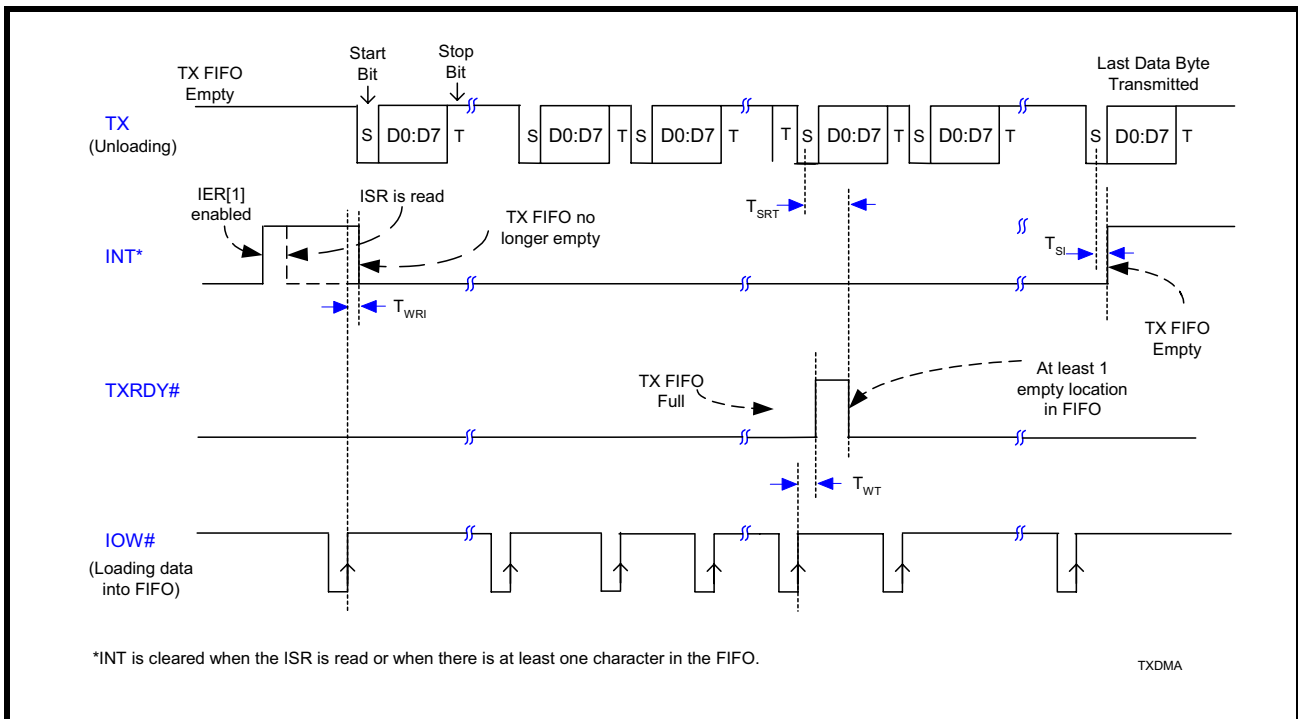 Start
Bit
Stop
Bit
TX FIFO
Empty
Last Data Byte
Transmitted
TX
(Unloading)
S D0:D7 T S D0:D7 T S D0:D7 T T S D0:D7 T S D0:D7 T S D0:D7 T
IER[1]
enabled
ISR is read
TX FIFO no
longer empty
TSRT
TSI
INT*
TWRI
TX FIFO
Empty
TXRDY#
TX FIFO
Full
At least 1
empty location
in FIFO
TWT
IOW#
(Loading data
into FIFO)
*INT is cleared when the ISR is read or when there is at least one character in the FIFO.
TXDMA